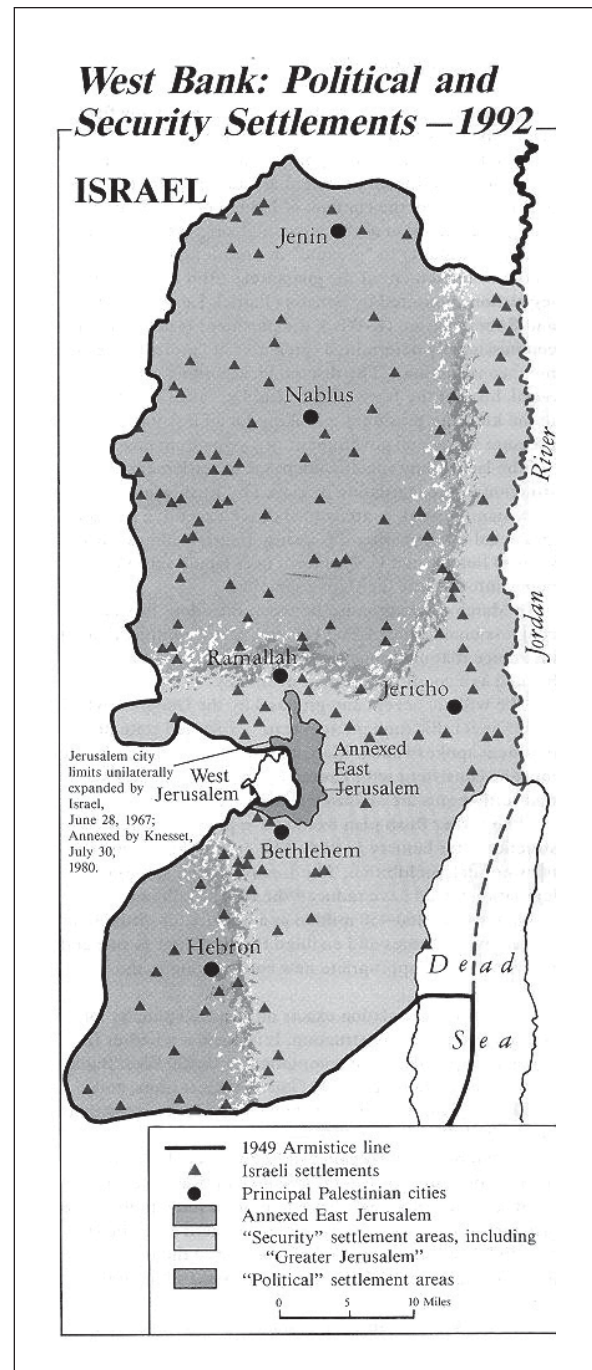 West Bank: Political and
Security Settlements — 1992
ISRAEL
Jenin
Nablus
River
Jordan
Ramallah
Jericho
Jerusalem city
limits unilaterally
expanded by
Israel,
June 28, 1967;
Annexed by Knesset,
July 30,
1980.
West
Jerusalem
Annexed
East
Jerusalem
Bethlehem
Hebron
Dead
Sea
1949 Armistice line
Israeli settlements
Principal Palestinian cities
Annexed East Jerusalem
"Security" settlement areas, including
"Greater Jerusalem"
"Political" settlement areas
0 5 10 Miles